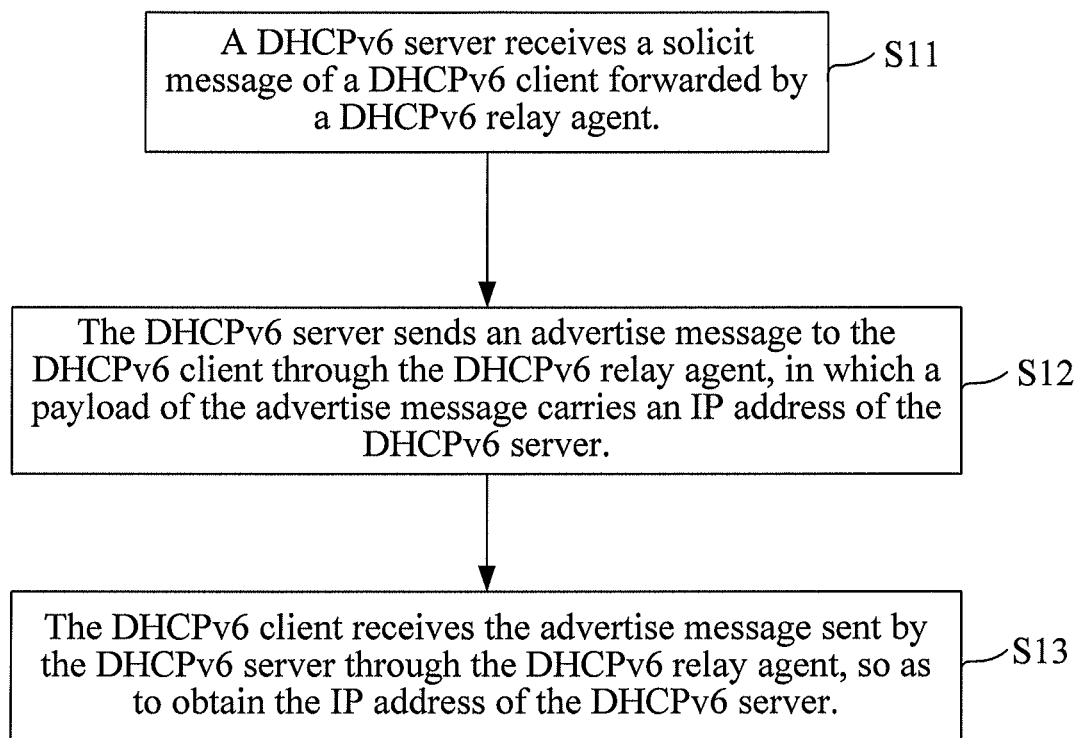 A DHCPv6 server receives a solicit
message of a DHCPv6 client forwarded by
a DHCPv6 relay agent.
S11
The DHCPv6 server sends an advertise message to the
DHCPv6 client through the DHCPv6 relay agent, in which a
payload of the advertise message carries an IP address of the
DHCPv6 server.
S12
The DHCPv6 client receives the advertise message sent by
the DHCPv6 server through the DHCPv6 relay agent, so as
to obtain the IP address of the DHCPv6 server.
S13